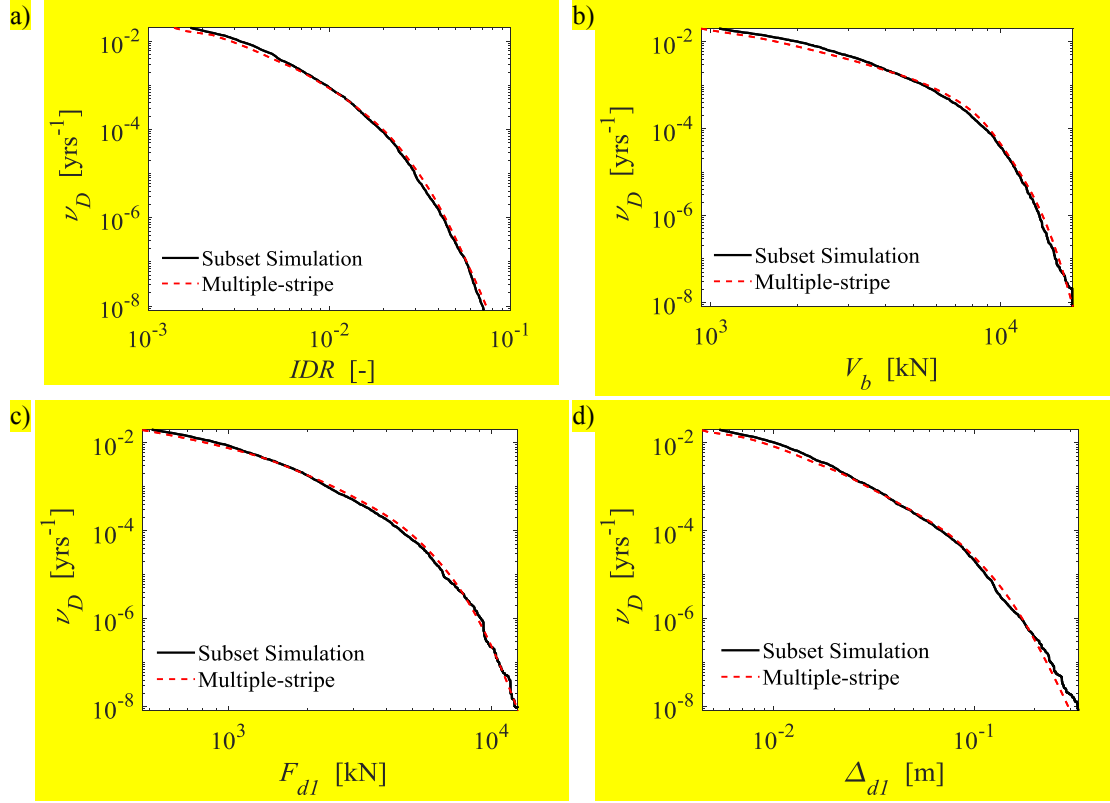 a)
10^-2
10^-4
10^-6
10^-8
ν_D [yrs^-1]
Subset Simulation
Multiple-stripe
10^-3 10^-2 10^-1
IDR [-]
b)
10^-2
10^-4
10^-6
10^-8
ν_D [yrs^-1]
Subset Simulation
Multiple-stripe
10^3 10^4
V_b [kN]
c)
10^-2
10^-4
10^-6
10^-8
ν_D [yrs^-1]
Subset Simulation
Multiple-stripe
10^3 10^4
F_d1 [kN]
d)
10^-2
10^-4
10^-6
10^-8
ν_D [yrs^-1]
Subset Simulation
Multiple-stripe
10^-2 10^-1
Δ_d1 [m]